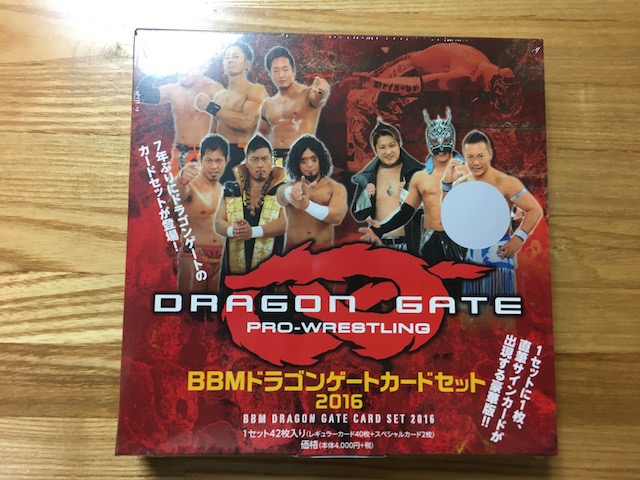 7年ぶりにドラゴンゲートの
カードセットが登場!
DRAGON GATE
PRO-WRESTLING
1セットに1枚、
直筆サインカードが
出現する豪華版!!
BBMドラゴンゲートカードセット
2016
BBM DRAGON GATE CARD SET 2016
1セット42枚入り(レギュラーカード40枚+スペシャルカード2枚)
価格(本体4,000円+税)